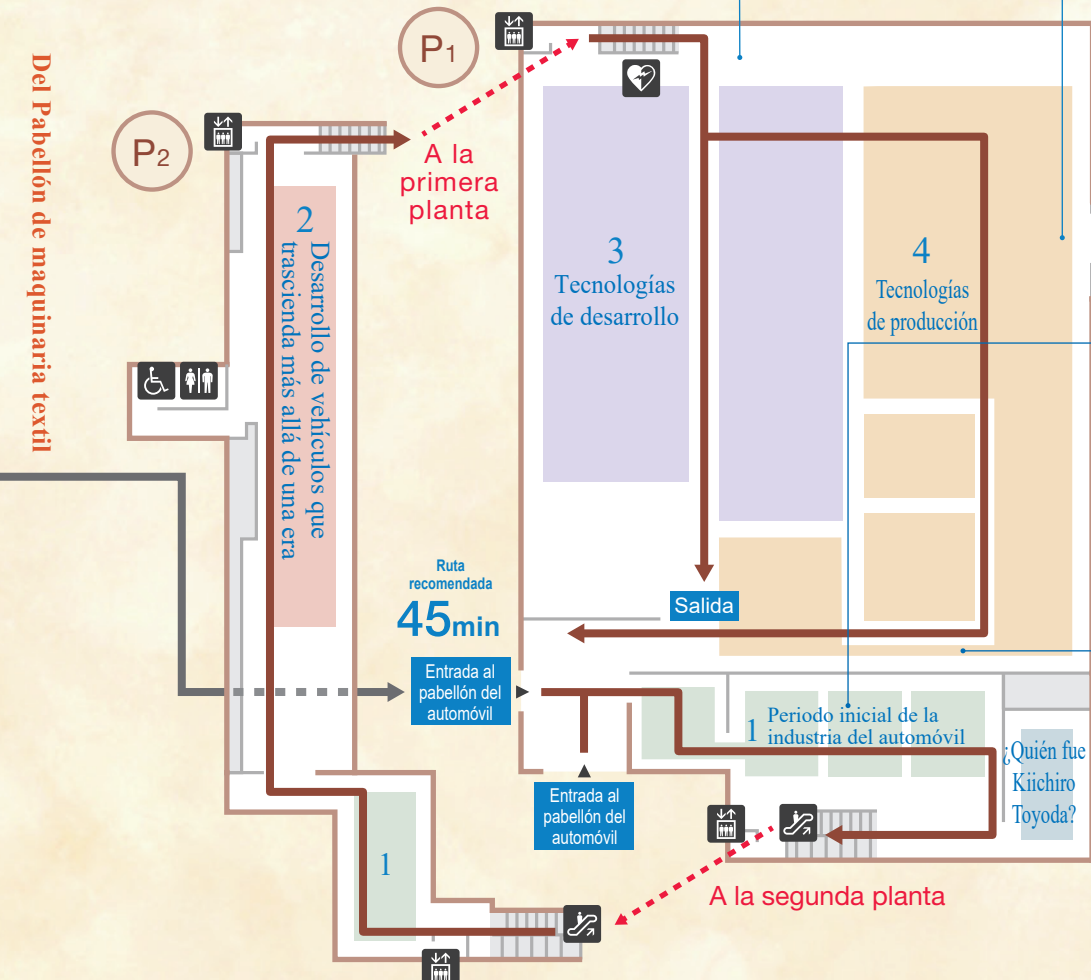 Del Pabellón de maquinaria textil
P1
P2
A la
primera
planta
2
Desarrollo de vehículos que
trascienda más allá de una era
3
Tecnologías
de desarrollo
4
Tecnologías
de producción
Ruta
recomendada
45min
Salida
Entrada al
pabellón del
automóvil
1
Periodo inicial de la
industria del automóvil
¿Quién fue
Kiichiro
Toyoda?
Entrada al
pabellón del
automóvil
1
A la segunda planta